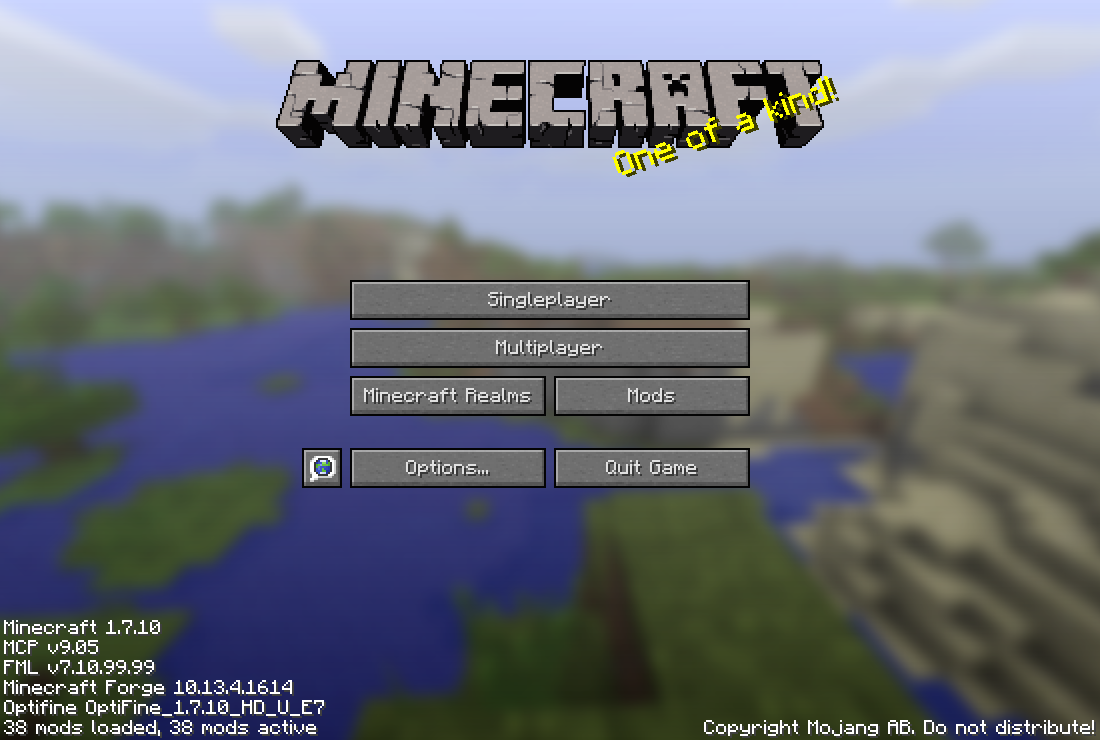 MINECRAFT
One of a kind!
Singleplayer
Multiplayer
Minecraft Realms
Mods
Options...
Quit Game
Minecraft 1.7.10
MCP v9.05
FML v7.10.99.99
Minecraft Forge 10.13.4.1614
Optifine OptiFine_1.7.10_HD_U_E7
38 mods loaded, 38 mods active
Copyright Mojang AB. Do not distribute!